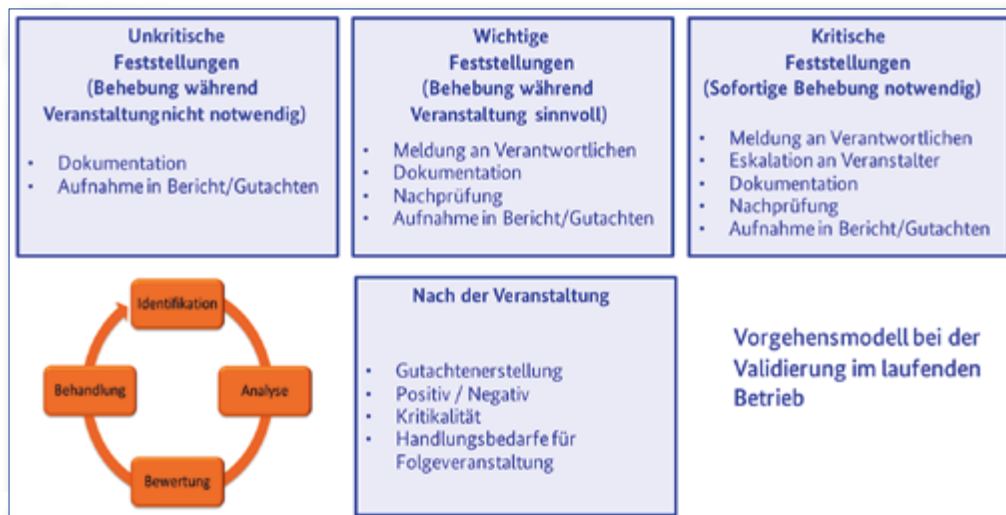 Unkritische
Feststellungen
(Behebung während
Veranstaltungnicht notwendig)
• Dokumentation
• Aufnahme in Bericht/Gutachten
Wichtige
Feststellungen
(Behebung während
Veranstaltung sinnvoll)
• Meldung an Verantwortlichen
• Dokumentation
• Nachprüfung
• Aufnahme in Bericht/Gutachten
Kritische
Feststellungen
(Sofortige Behebung notwendig)
• Meldung an Verantwortlichen
• Eskalation an Veranstalter
• Dokumentation
• Nachprüfung
• Aufnahme in Bericht/Gutachten
Identifikation
Behandlung
Analyse
Bewertung
Nach der Veranstaltung
• Gutachtenerstellung
• Positiv / Negativ
• Kritikalität
• Handlungsbedarfe für
Folgeveranstaltung
Vorgehensmodell bei der
Validierung im laufenden
Betrieb